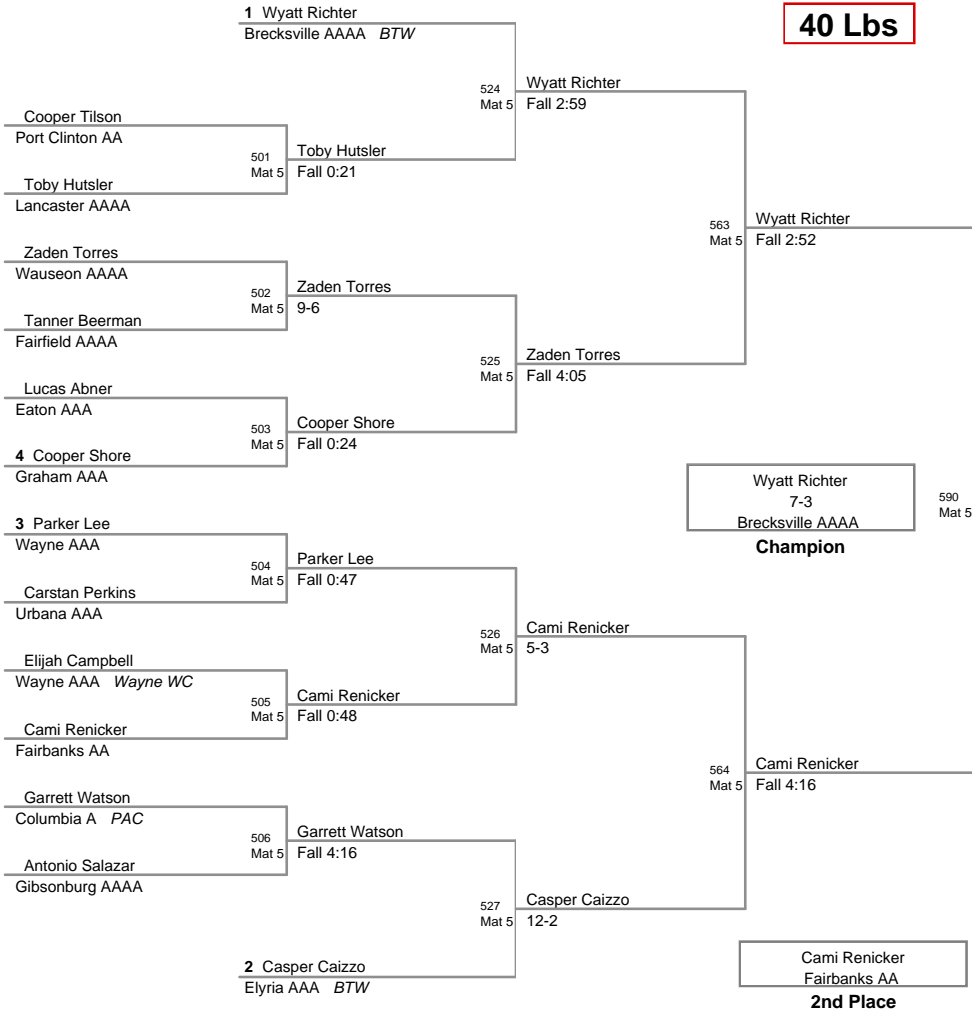 40 Lbs
1 Wyatt Richter
Brecksville AAAA BTW
524
Mat 5
Wyatt Richter
Fall 2:59
Cooper Tilson
Port Clinton AA
501
Mat 5
Toby Hutsler
Fall 0:21
Toby Hutsler
Lancaster AAAA
563
Mat 5
Wyatt Richter
Fall 2:52
Zaden Torres
Wauseon AAAA
502
Mat 5
Zaden Torres
9-6
Tanner Beerman
Fairfield AAAA
525
Mat 5
Zaden Torres
Fall 4:05
Lucas Abner
Eaton AAA
503
Mat 5
Cooper Shore
Fall 0:24
4 Cooper Shore
Graham AAA
Wyatt Richter
7-3
Brecksville AAAA
Champion
590
Mat 5
3 Parker Lee
Wayne AAA
504
Mat 5
Parker Lee
Fall 0:47
Carstan Perkins
Urbana AAA
526
Mat 5
Cami Renicker
5-3
Elijah Campbell
Wayne AAA Wayne WC
505
Mat 5
Cami Renicker
Fall 0:48
Cami Renicker
Fairbanks AA
564
Mat 5
Cami Renicker
Fall 4:16
Garrett Watson
Columbia A PAC
506
Mat 5
Garrett Watson
Fall 4:16
Antonio Salazar
Gibsonburg AAAA
527
Mat 5
Casper Caizzo
12-2
2 Casper Caizzo
Elyria AAA BTW
Cami Renicker
Fairbanks AA
2nd Place